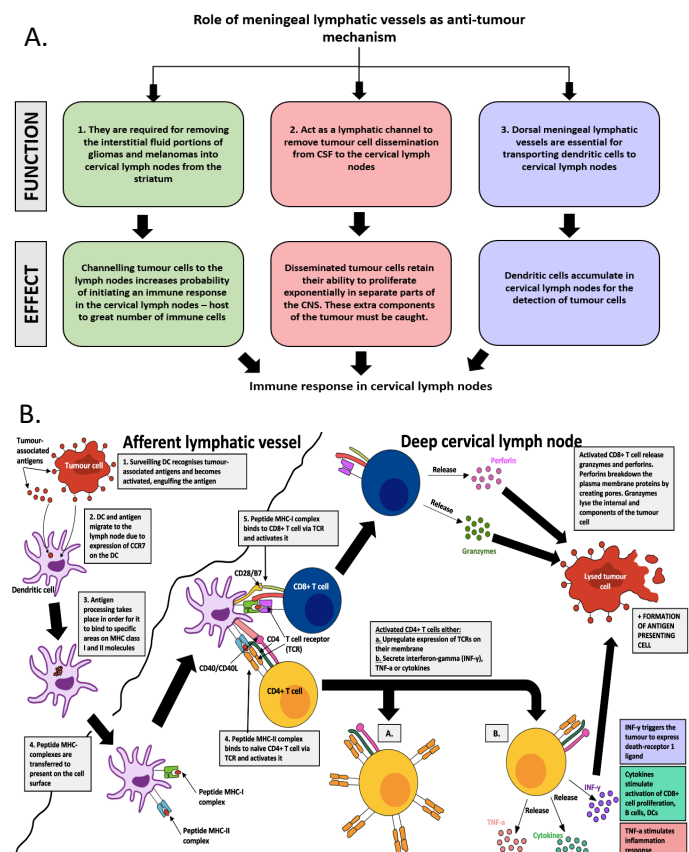 Role of meningeal lymphatic vessels as anti-tumour
mechanism
A.
FUNCTION
1. They are required for removing
the interstitial fluid portions of
gliomas and melanomas into
cervical lymph nodes from the
striatum
2. Act as a lymphatic channel to
remove tumour cell dissemination
from CSF to the cervical lymph
nodes
3. Dorsal meningeal lymphatic
vessels are essential for
transporting dendritic cells to
cervical lymph nodes
EFFECT
Channelling tumour cells to the
lymph nodes increases probability
of initiating an immune response
in the cervical lymph nodes – host
to great number of immune cells
Disseminated tumour cells retain
their ability to proliferate
exponentially in separate parts of
the CNS. These extra components
of the tumour must be caught.
Dendritic cells accumulate in
cervical lymph nodes for the
detection of tumour cells
Immune response in cervical lymph nodes
B.
Afferent lymphatic vessel
Deep cervical lymph node
Tumour-
associated
antigens
Tumour cell
1. Surveilling DC recognises tumour-
associated antigens and becomes
activated, engulfing the antigen
2. DC and antigen
migrate to the
lymph node due to
expression of CCR7
on the DC
Dendritic cell
3. Antigen
processing takes
place in order for it
to bind to specific
areas on MHC class
I and II molecules
4. Peptide MHC-
complexes are
transferred to
present on the cell
surface
Peptide MHC-I
complex
Peptide MHC-II
complex
5. Peptide MHC-I complex
binds to CD8+ T cell via TCR
and activates it
CD28/B7
CD8+ T cell
T cell receptor
(TCR)
CD4
CD40/CD40L
CD4+ T cell
4. Peptide MHC-II complex
binds to naïve CD4+ T cell via
TCR and activates it
Release
Perforin
Release
Granzymes
Activated CD8+ T cell release
granzymes and perforins.
Perforins breakdown the
plasma membrane proteins by
creating pores. Granzymes
lyse the internal and
components of the tumour
cell
Lysed tumour
cell
+ FORMATION
OF ANTIGEN
PRESENTING
CELL
Activated CD4+ T cells either:
a. Upregulate expression of TCRs on
their membrane
b. Secrete interferon-gamma (INF-γ),
TNF-a or cytokines
A.
B.
INF-γ
Release
Release
TNF-a
Cytokines
INF-γ triggers the
tumour to express
death-receptor 1
ligand
Cytokines
stimulate
activation of CD8+
cell proliferation,
B cells, DCs
TNF-a stimulates
inflammation
response